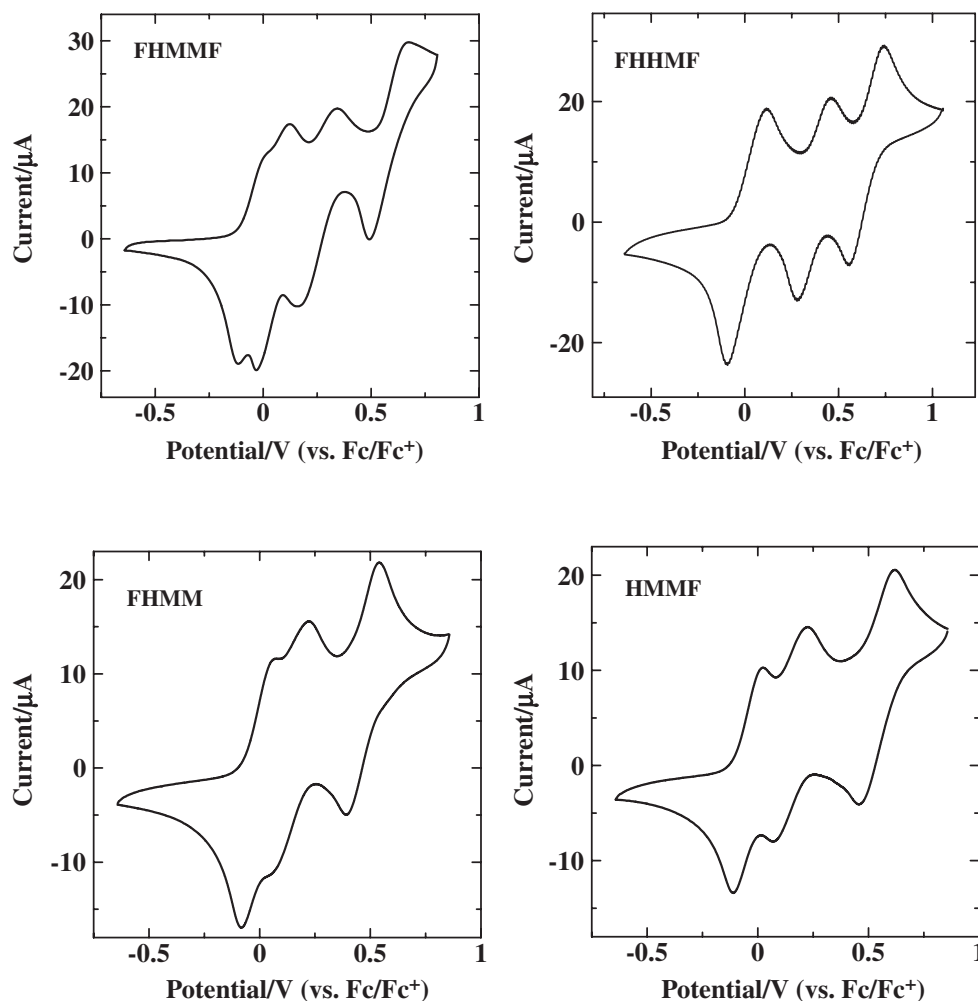 FHMMF
30
20
10
0
-10
-20
Current/μA
-0.5
0
0.5
1
Potential/V (vs. Fc/Fc⁺)
FHHMF
20
0
-20
Current/μA
-0.5
0
0.5
1
Potential/V (vs. Fc/Fc⁺)
FHMM
20
10
0
-10
Current/μA
-0.5
0
0.5
1
Potential/V (vs. Fc/Fc⁺)
HMMF
20
10
0
-10
Current/μA
-0.5
0
0.5
1
Potential/V (vs. Fc/Fc⁺)